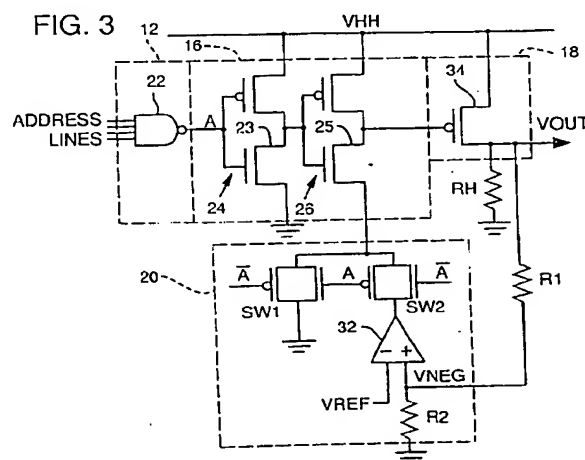 FIG. 3
12
16
VHH
18
22
34
ADDRESS
LINES
A
23
25
VOUT
24
26
RH
R1
20
A̅
A
A̅
SW1
SW2
32
- +
VNEG
VREF
R2